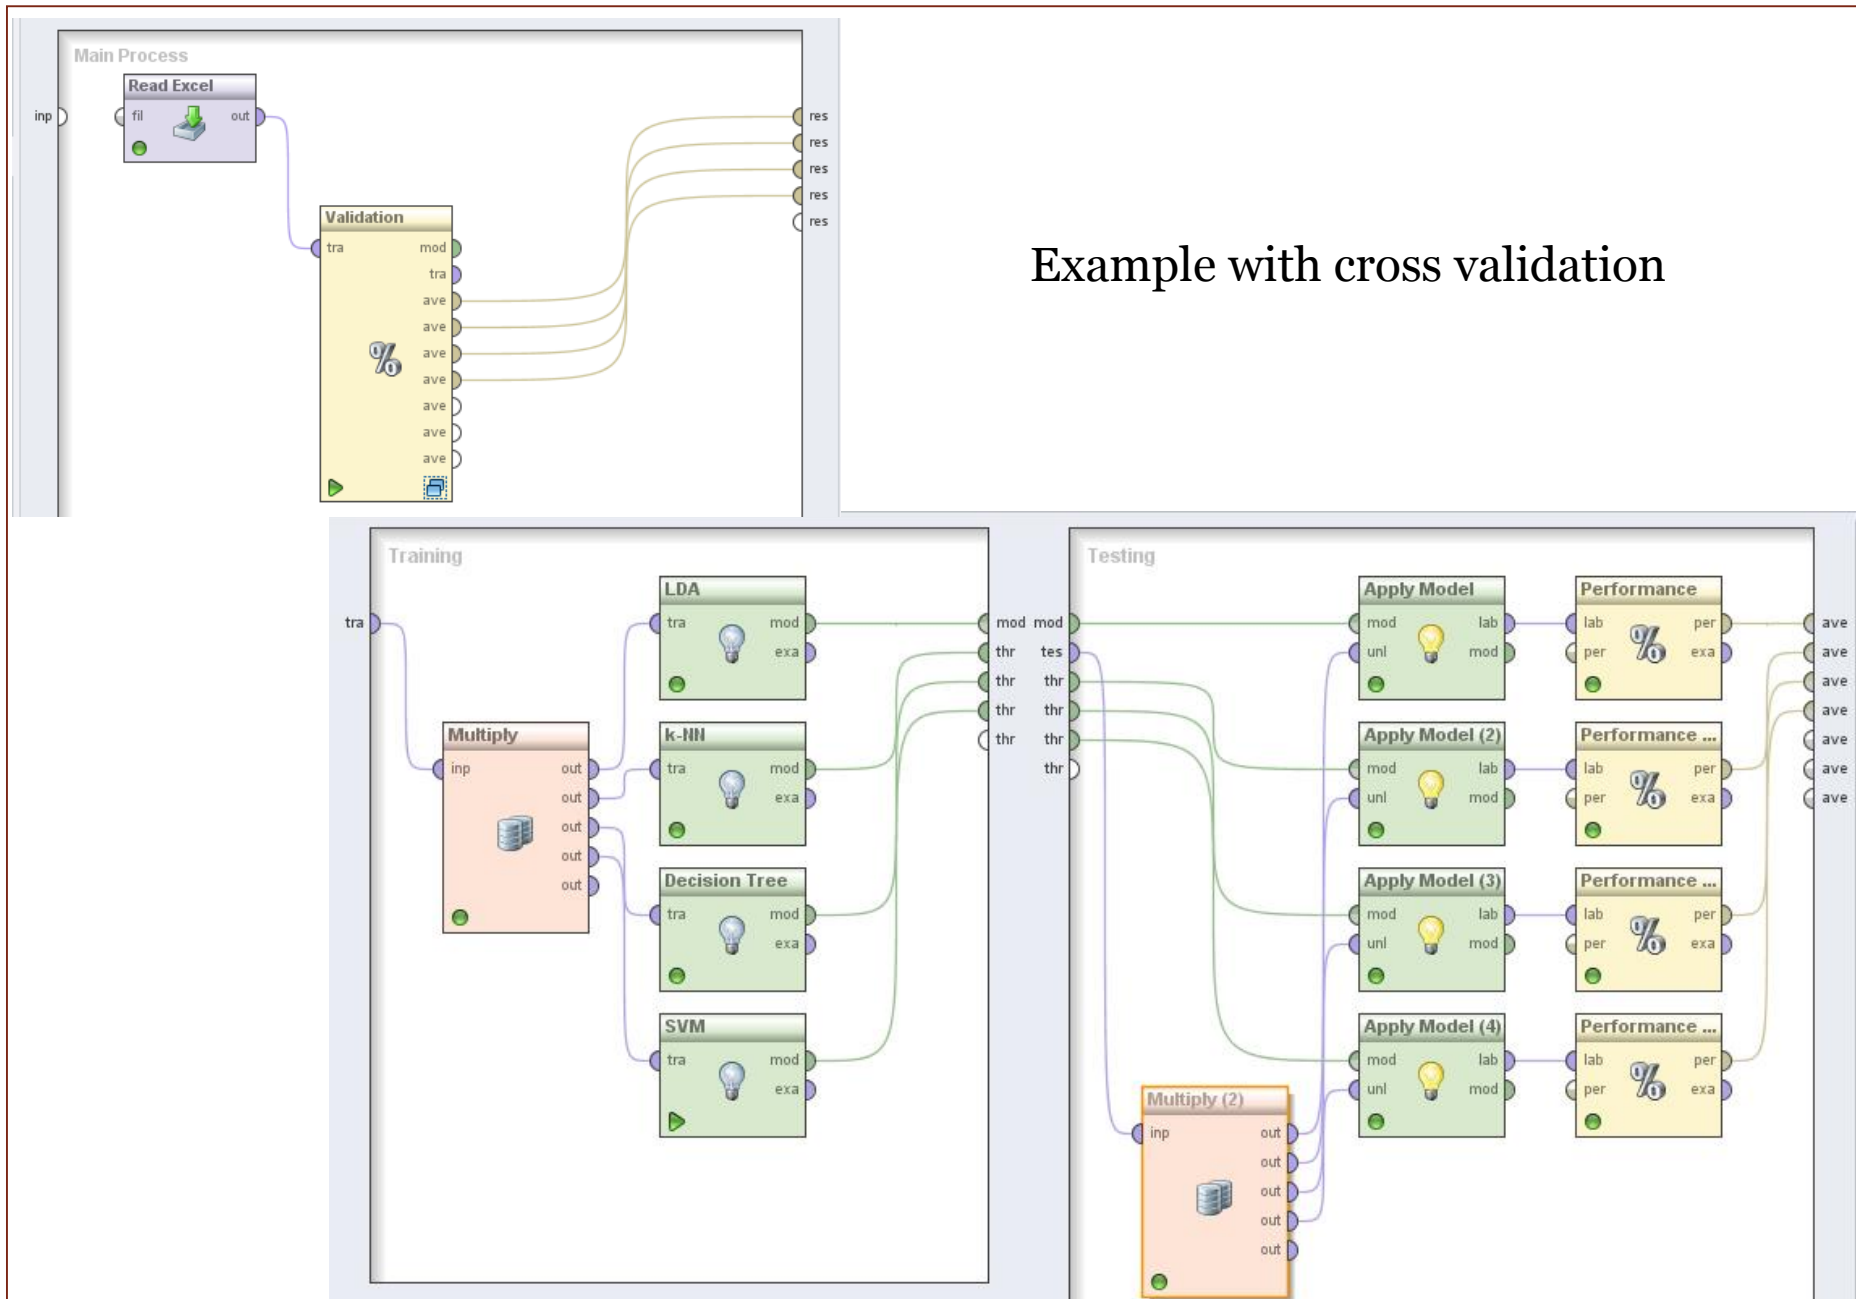 Main Process
Read Excel
inp
fil
out
res
res
res
res
res
Validation
tra
mod
tra
ave
ave
ave
ave
ave
ave
ave
Example with cross validation
Training
tra
Multiply
inp
out
out
out
out
out
LDA
tra
mod
exa
k-NN
tra
mod
exa
Decision Tree
tra
mod
exa
SVM
tra
mod
exa
mod
thr
thr
thr
thr
mod
tes
thr
thr
thr
thr
Testing
Multiply (2)
inp
out
out
out
out
out
Apply Model
mod
lab
unl
mod
Performance
lab
per
per
exa
Apply Model (2)
mod
lab
unl
mod
Performance ...
lab
per
per
exa
Apply Model (3)
mod
lab
unl
mod
Performance ...
lab
per
per
exa
Apply Model (4)
mod
lab
unl
mod
Performance ...
lab
per
per
exa
ave
ave
ave
ave
ave
ave
ave